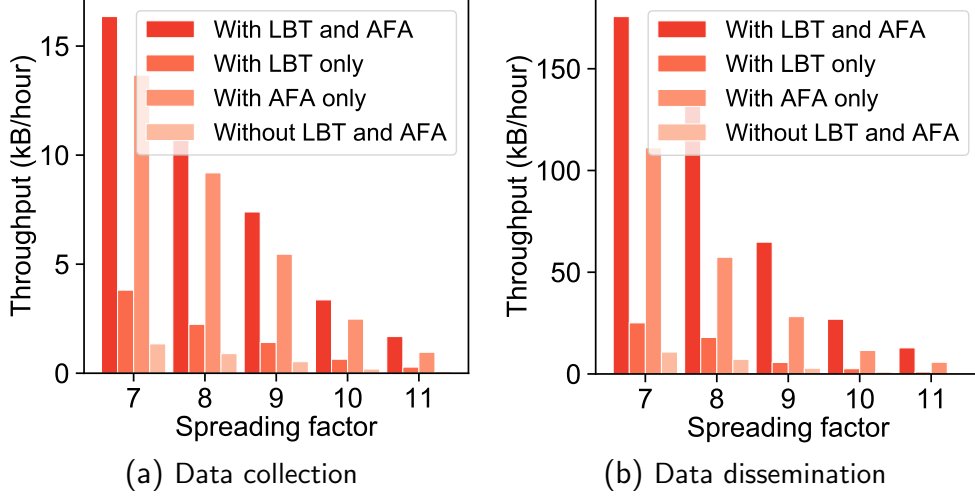 With LBT and AFA
With LBT only
With AFA only
Without LBT and AFA
Throughput (kB/hour)
15
10
5
0
7 8 9 10 11
Spreading factor
(a) Data collection
With LBT and AFA
With LBT only
With AFA only
Without LBT and AFA
Throughput (kB/hour)
150
100
50
0
7 8 9 10 11
Spreading factor
(b) Data dissemination